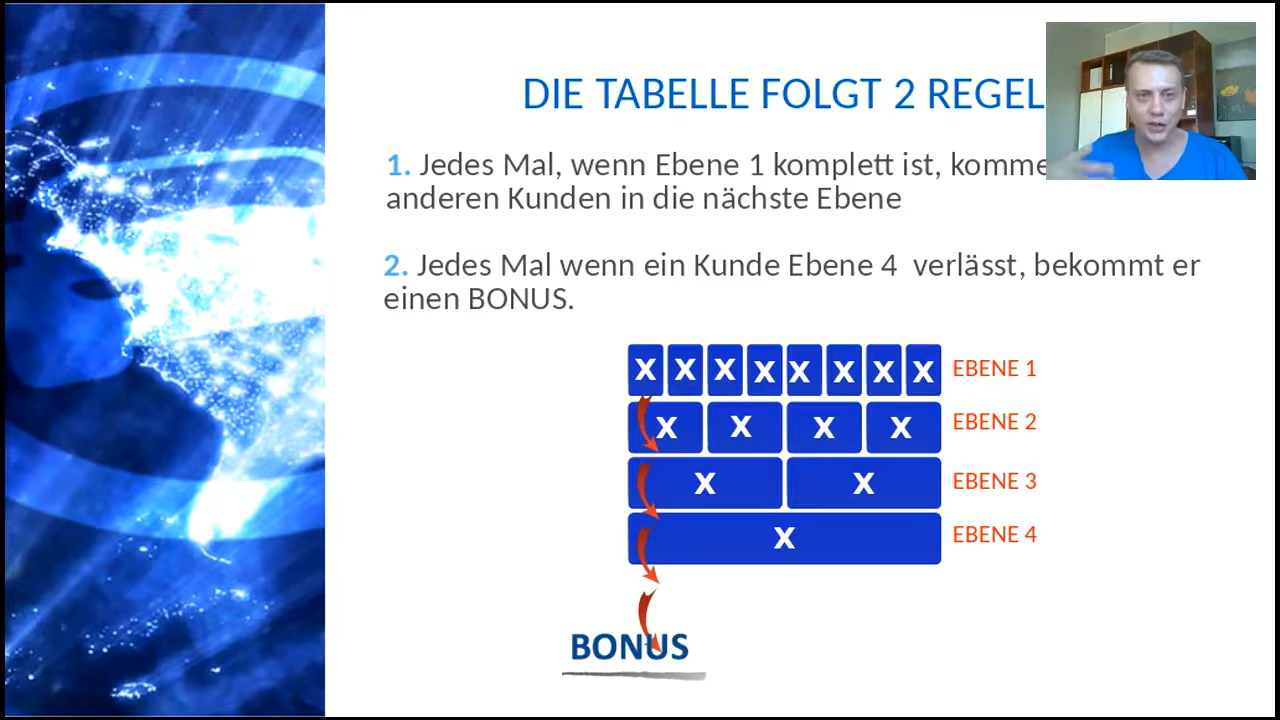 DIE TABELLE FOLGT 2 REGEL
1. Jedes Mal, wenn Ebene 1 komplett ist, komme
anderen Kunden in die nächste Ebene
2. Jedes Mal wenn ein Kunde Ebene 4 verlässt, bekommt er
einen BONUS.
X X X X X X X X EBENE 1
X X X X EBENE 2
X X EBENE 3
X EBENE 4
BONUS